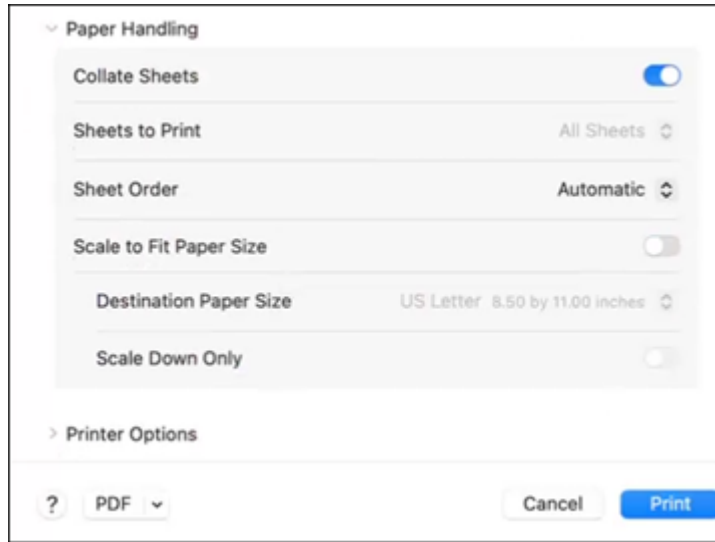 Paper Handling
Collate Sheets
Sheets to Print All Sheets
Sheet Order Automatic
Scale to Fit Paper Size
Destination Paper Size US Letter 8.50 by 11.00 inches
Scale Down Only
Printer Options
? PDF Cancel Print